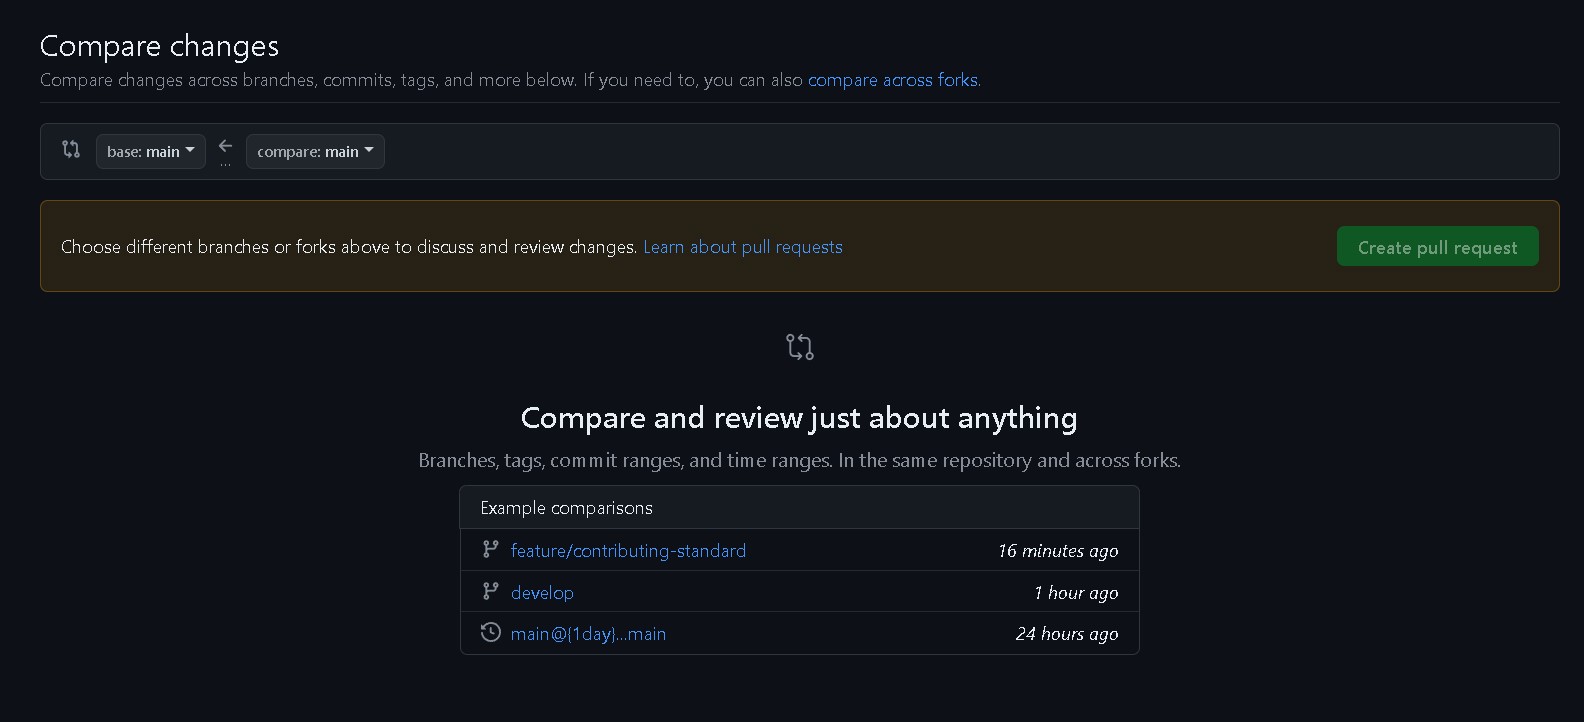 Compare changes
Compare changes across branches, commits, tags, and more below. If you need to, you can also compare across forks.
base: main
...
compare: main
Choose different branches or forks above to discuss and review changes. Learn about pull requests
Create pull request
Compare and review just about anything
Branches, tags, commit ranges, and time ranges. In the same repository and across forks.
Example comparisons
feature/contributing-standard 16 minutes ago
develop 1 hour ago
main@{1day}...main 24 hours ago